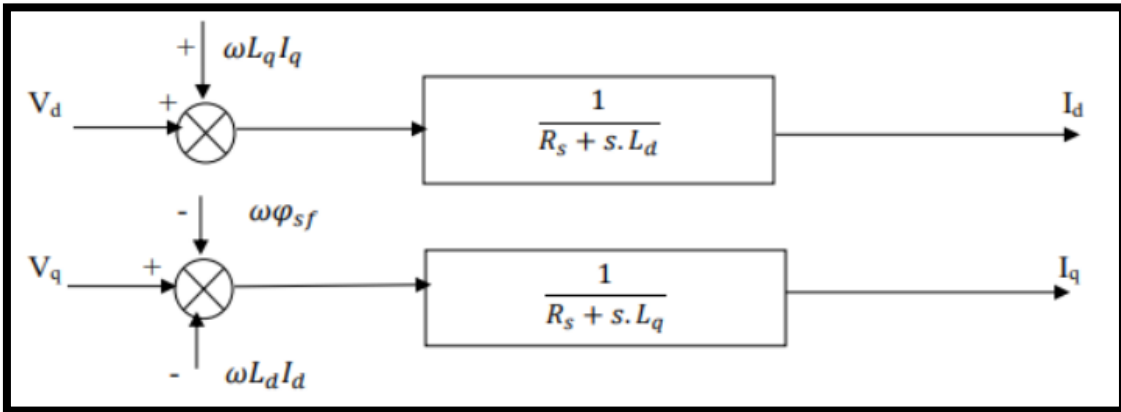 + ωL_qI_q
V_d +
1
R_s + s.L_d
I_d
- ωφ_sf
V_q +
1
R_s + s.L_q
I_q
- ωL_dI_d